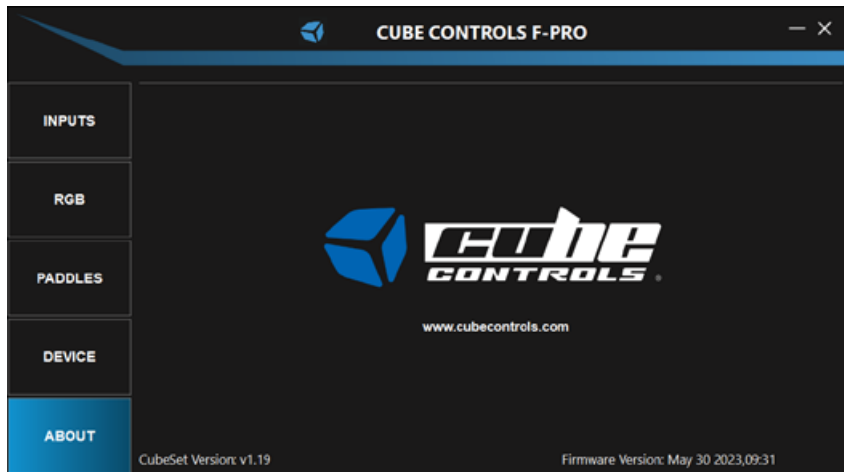 CUBE CONTROLS F-PRO
INPUTS
RGB
PADDLES
DEVICE
ABOUT
cube
CONTROLS
www.cubecontrols.com
CubeSet Version: v1.19
Firmware Version: May 30 2023,09:31